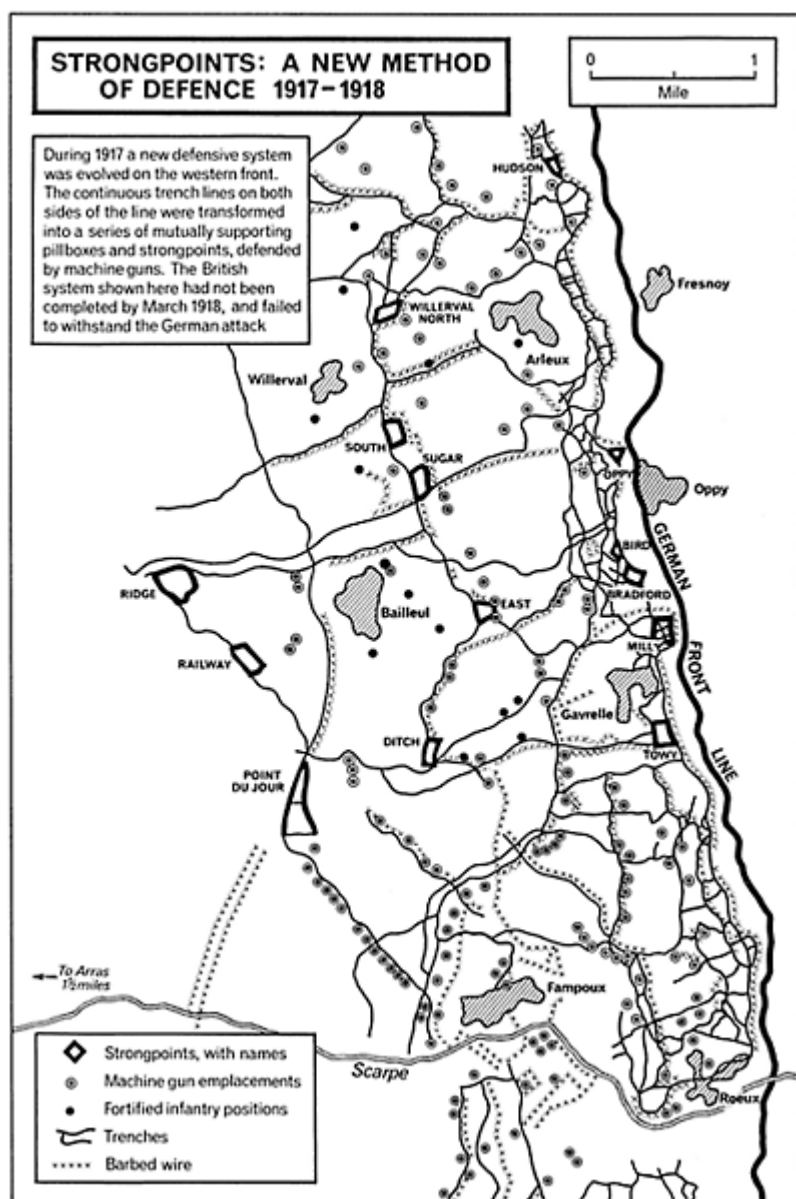 STRONGPOINTS: A NEW METHOD
OF DEFENCE 1917-1918
0 1
Mile
During 1917 a new defensive system
was evolved on the western front.
The continuous trench lines on both
sides of the line were transformed
into a series of mutually supporting
pillboxes and strongpoints, defended
by machine guns. The British
system shown here had not been
completed by March 1918, and failed
to withstand the German attack
HUDSON
Fresnoy
WILLERVAL
NORTH
Arleux
Willerval
SOUTH
SUGAR
OPPY
Oppy
GERMAN FRONT LINE
BIRD
RIDGE
BRADFORD
Bailleul
EAST
MILL
RAILWAY
Gavrelle
DITCH
TOWY
POINT
DU JOUR
To Arras
1½ miles
Fampoux
Scarpe
Roeux
Strongpoints, with names
Machine gun emplacements
Fortified infantry positions
Trenches
Barbed wire